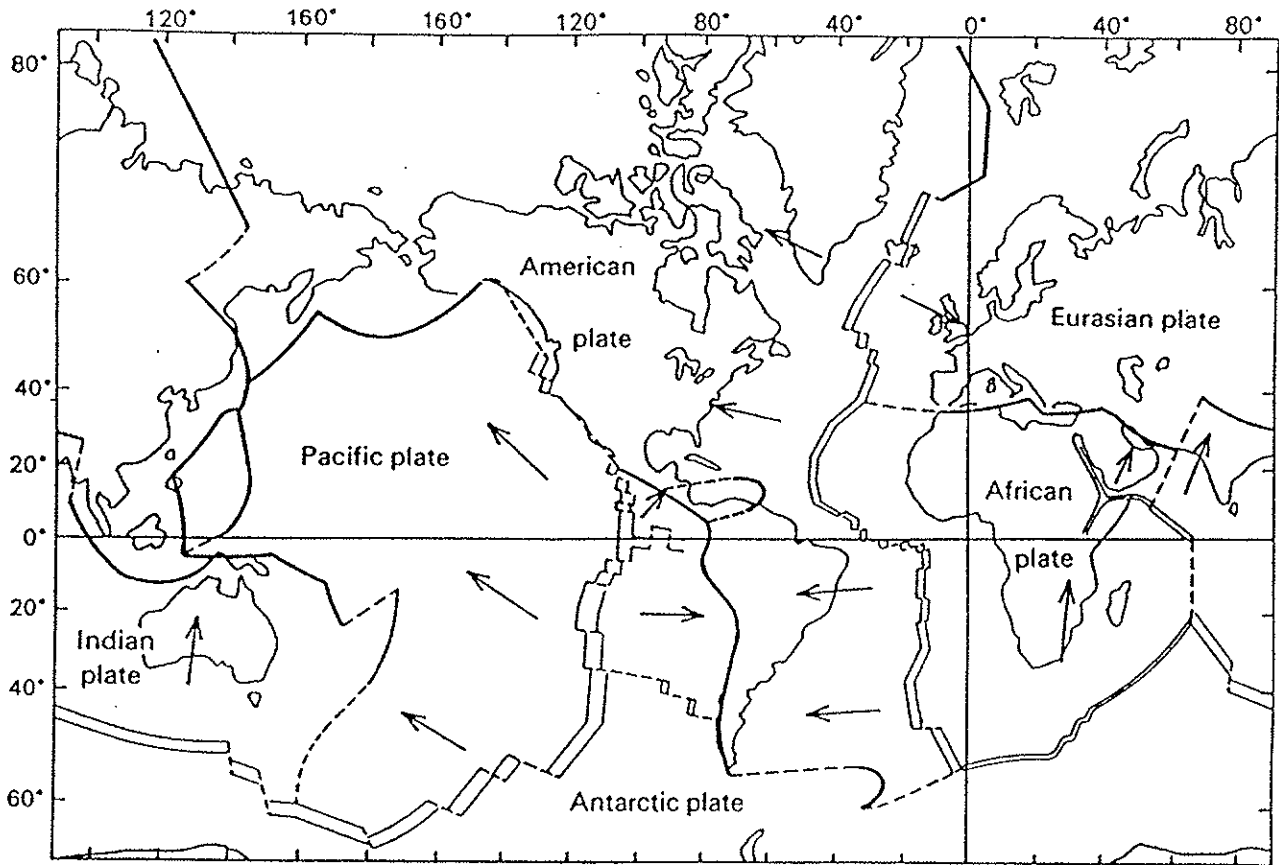 120° 160° 160° 120° 80° 40° 0° 40° 80°
80°
60°
American
plate
Eurasian plate
40°
Pacific plate
20°
African
0°
plate
20°
Indian
plate
40°
60°
Antarctic plate